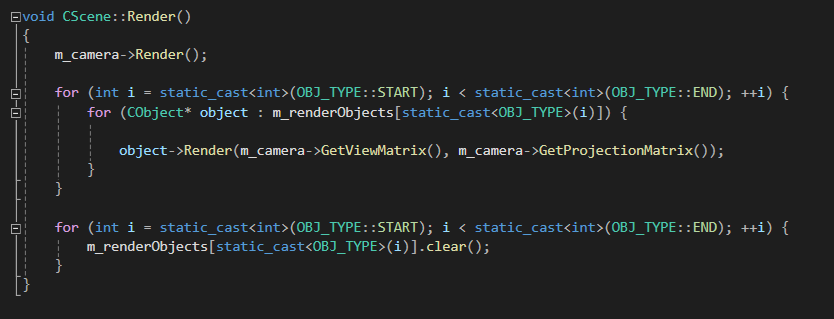 void CScene::Render()
{
    m_camera->Render();

    for (int i = static_cast<int>(OBJ_TYPE::START); i < static_cast<int>(OBJ_TYPE::END); ++i) {
        for (CObject* object : m_renderObjects[static_cast<OBJ_TYPE>(i)]) {

            object->Render(m_camera->GetViewMatrix(), m_camera->GetProjectionMatrix());
        }
    }

    for (int i = static_cast<int>(OBJ_TYPE::START); i < static_cast<int>(OBJ_TYPE::END); ++i) {
        m_renderObjects[static_cast<OBJ_TYPE>(i)].clear();
    }
}